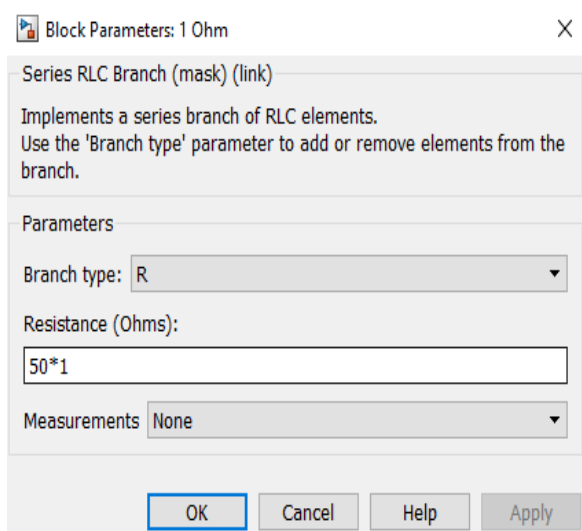 Block Parameters: 1 Ohm
Series RLC Branch (mask) (link)
Implements a series branch of RLC elements.
Use the 'Branch type' parameter to add or remove elements from the
branch.
Parameters
Branch type: R
Resistance (Ohms):
50*1
Measurements None
OK Cancel Help Apply